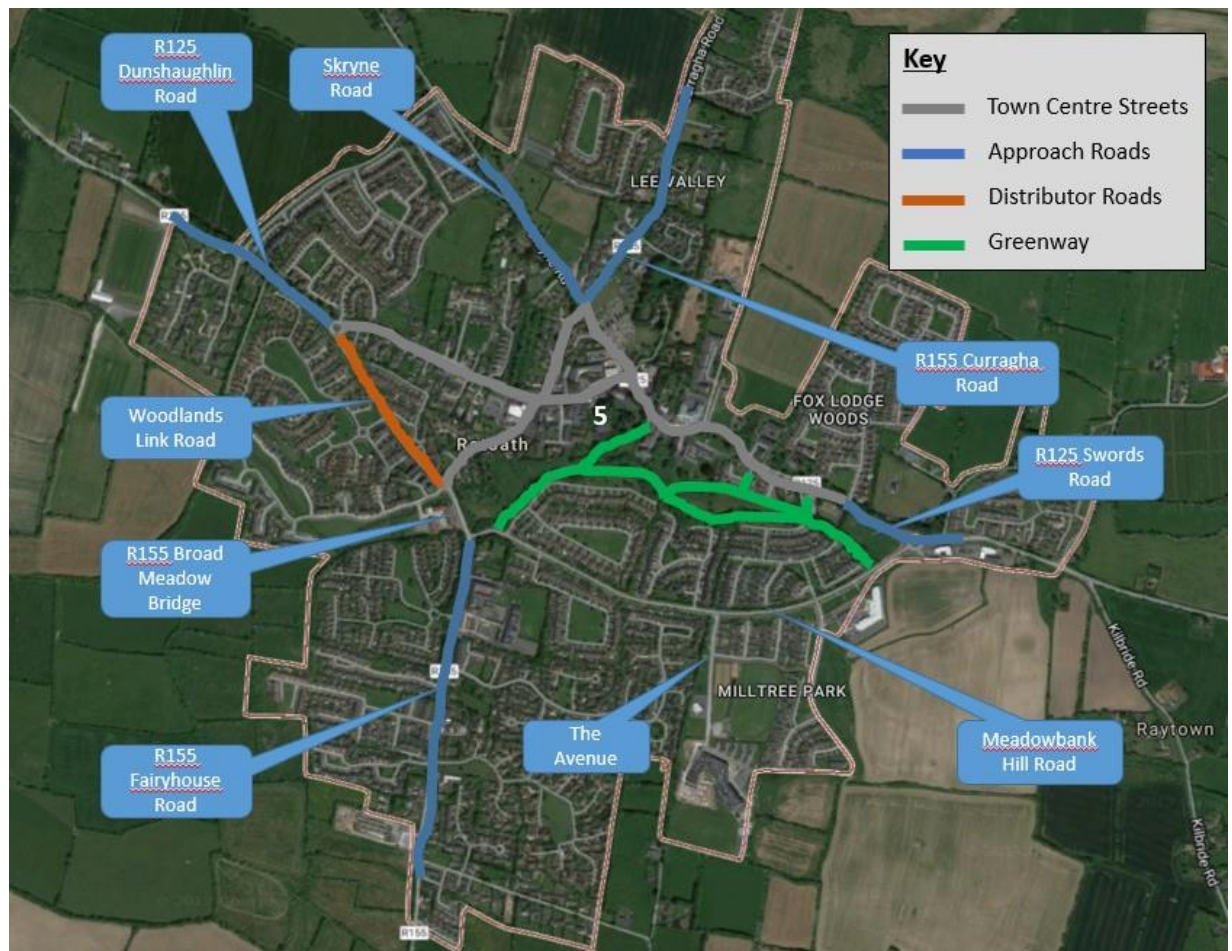 R125
Dunshaughlin
Road
Skryne
Road
Key
Town Centre Streets
Approach Roads
Distributor Roads
Greenway
LEE VALLEY
R155 Curragha
Road
FOX LODGE
WOODS
5
Woodlands
Link Road
R125 Swords
Road
R155 Broad
Meadow
Bridge
MILLTREE PARK
The
Avenue
Meadowbank
Hill Road
Kilbride Rd
Raytown
R155
Fairyhouse
Road
Kilbride Rd
R155